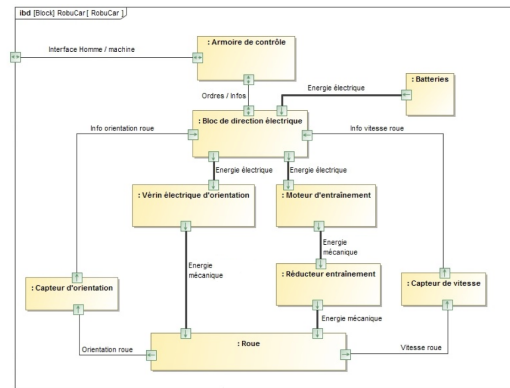 ibd [Block] RobuCar [ RobuCar ]
Interface Homme / machine
: Armoire de contrôle
Energie électrique
: Batteries
Ordres / Infos
: Bloc de direction électrique
Info orientation roue
Info vitesse roue
Energie électrique
Energie électrique
: Vérin électrique d'orientation
: Moteur d'entraînement
Energie
mécanique
Energie
mécanique
: Capteur d'orientation
: Réducteur entraînement
: Capteur de vitesse
Energie mécanique
: Roue
Orientation roue
Vitesse roue